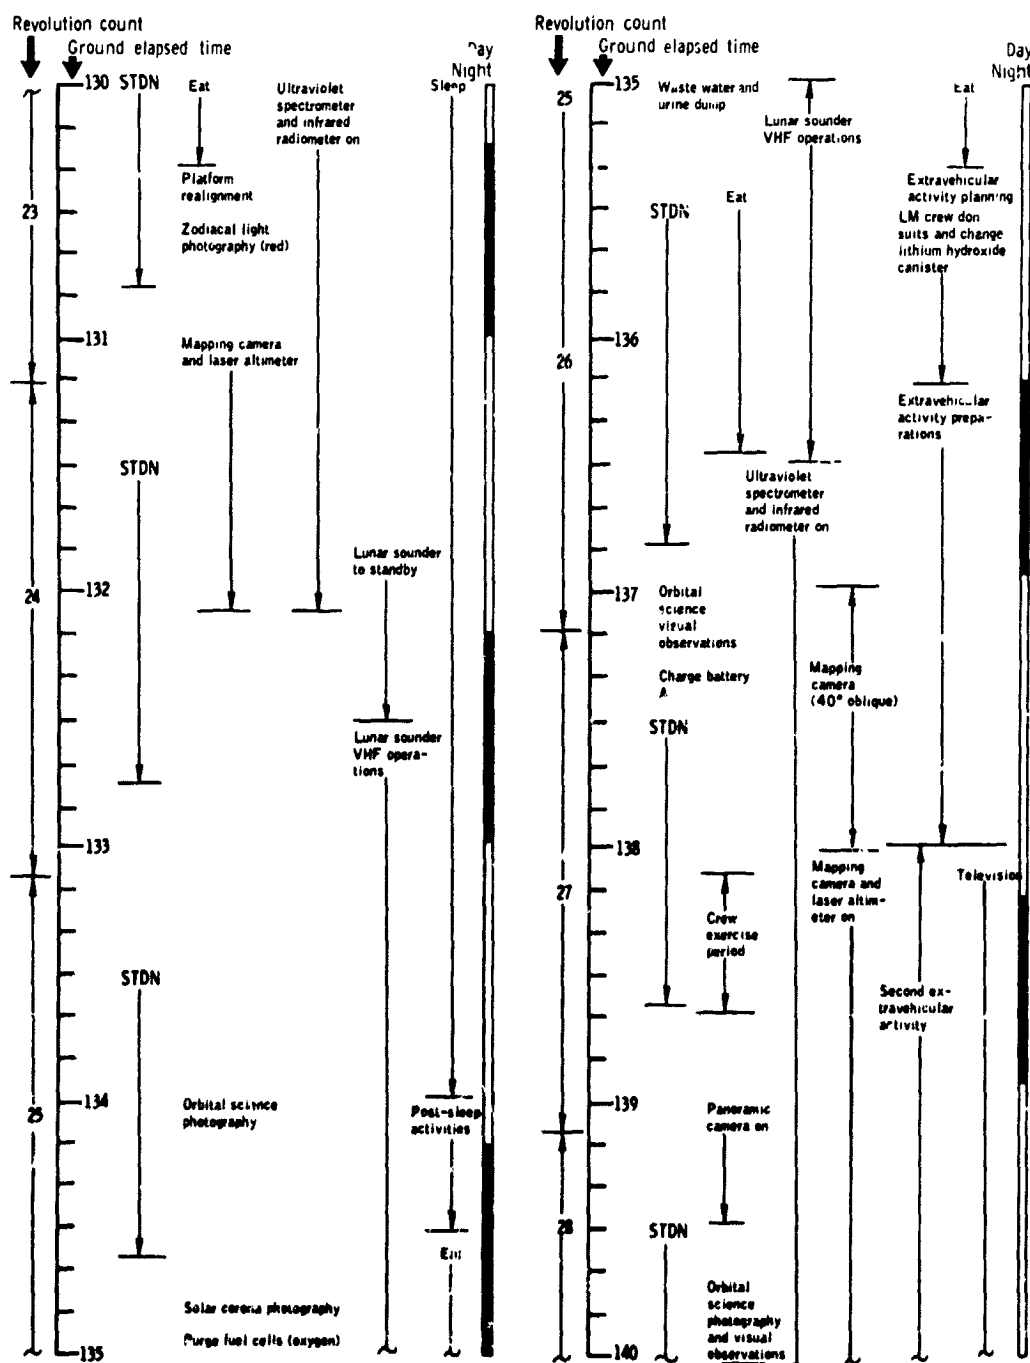 Revolution count
Ground elapsed time
Day
Night
130
STDN
Eat
Ultraviolet
spectrometer
and infrared
radiometer on
Sleep
Platform
realignment
Zodiacal light
photography (red)
23
131
Mapping camera
and laser altimeter
STDN
24
132
Lunar sounder
to standby
Lunar sounder
VHF opera-
tions
133
STDN
25
134
Orbital science
photography
Post-sleep
activities
Eat
Solar corona photography
Purge fuel cells (oxygen)
135
Revolution count
Ground elapsed time
Day
Night
25
135
Waste water and
urine dump
Lunar sounder
VHF operations
Eat
Extravehicular
activity planning
LM crew don
suits and change
lithium hydroxide
canister
STDN
Eat
136
26
Extravehicular
activity prepa-
rations
Ultraviolet
spectrometer
and infrared
radiometer on
137
Orbital
science
visual
observations
Charge battery
A
Mapping
camera
(40° oblique)
STDN
138
27
Crew
exercise
period
Mapping
camera and
laser altim-
eter on
Television
Second ex-
travehicular
activity
139
Panoramic
camera on
28
STDN
Orbital
science
photography
and visual
observations
140